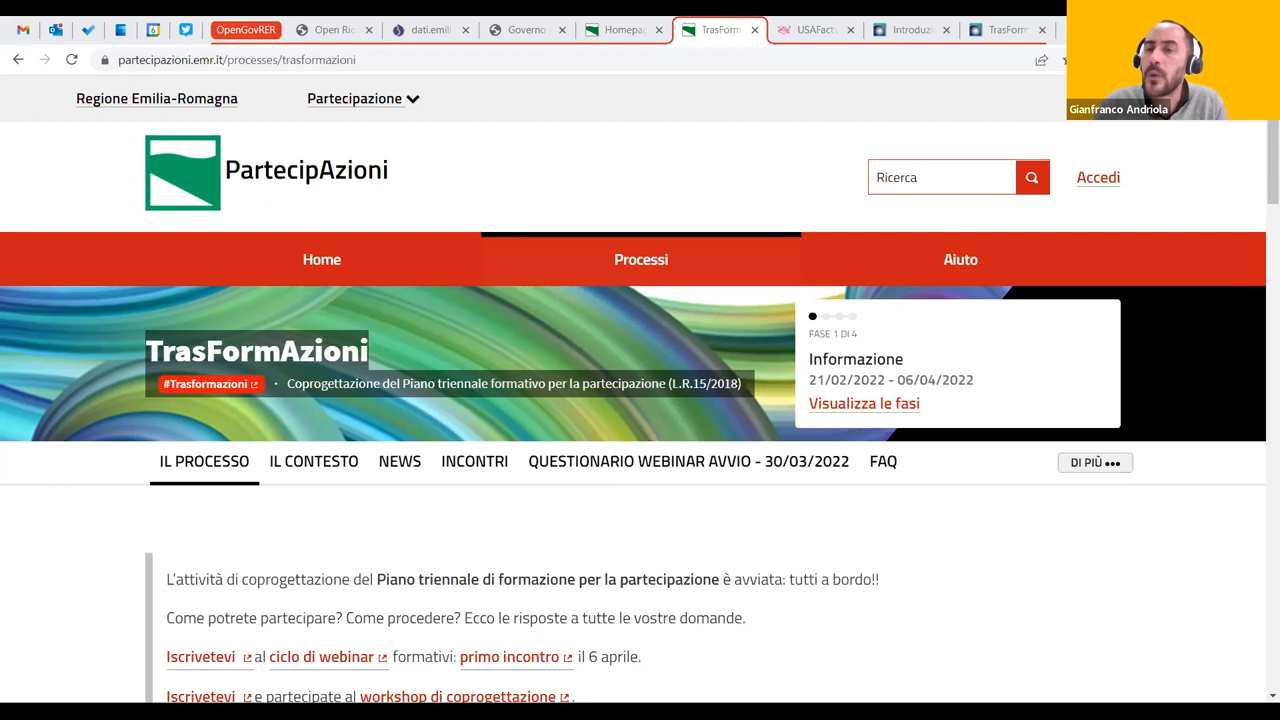 OpenGovRER
Open Ric
dati.emili
Governo
Homepag
TrasForm
USAFacts
Introduzi
TrasForm
partecipazioni.emr.it/processes/trasformazioni
Gianfranco Andriola
Regione Emilia-Romagna
Partecipazione
PartecipAzioni
Ricerca
Accedi
Home
Processi
Aiuto
TrasFormAzioni
#Trasformazioni · Coprogettazione del Piano triennale formativo per la partecipazione (L.R.15/2018)
FASE 1 DI 4
Informazione
21/02/2022 - 06/04/2022
Visualizza le fasi
IL PROCESSO
IL CONTESTO
NEWS
INCONTRI
QUESTIONARIO WEBINAR AVVIO - 30/03/2022
FAQ
DI PIÙ •••
L'attività di coprogettazione del Piano triennale di formazione per la partecipazione è avviata: tutti a bordo!!
Come potrete partecipare? Come procedere? Ecco le risposte a tutte le vostre domande.
Iscrivetevi al ciclo di webinar formativi: primo incontro il 6 aprile.
Iscrivetevi e partecipate al workshop di coprogettazione .